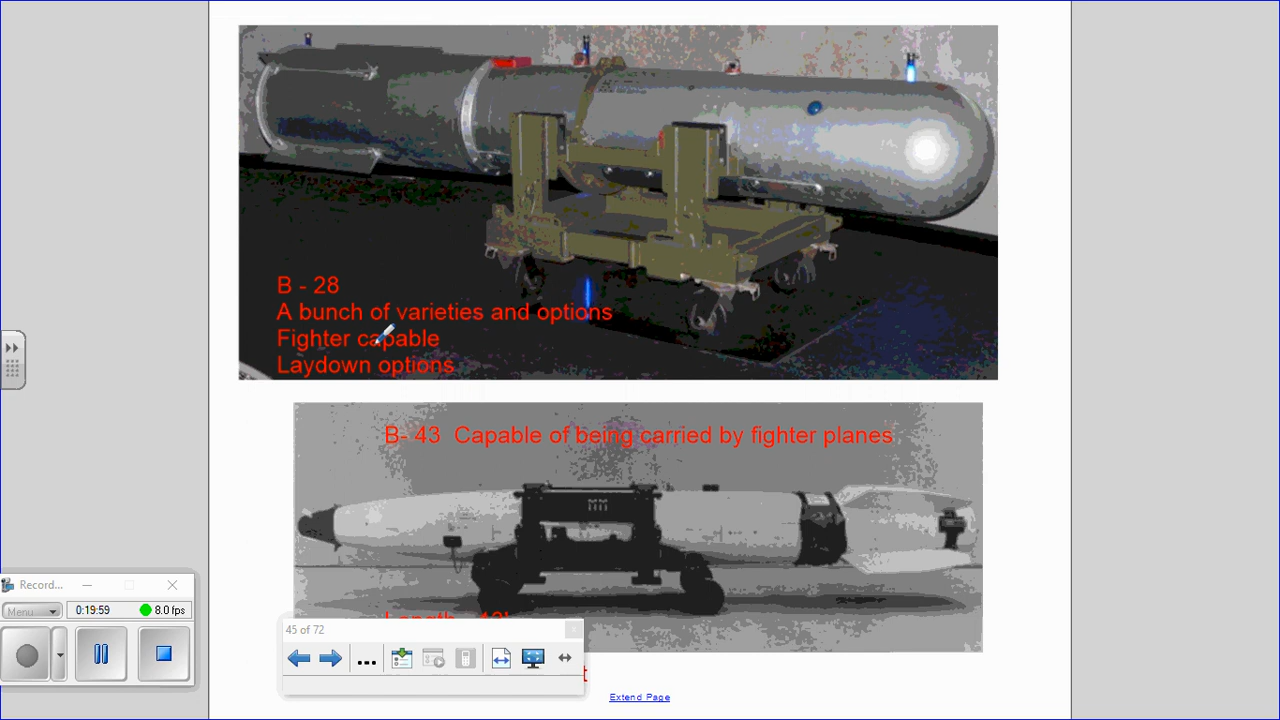 B - 28
A bunch of varieties and options
Fighter capable
Laydown options
B- 43 Capable of being carried by fighter planes
Record...
Menu
0:19:59
8.0 fps
45 of 72
Extend Page